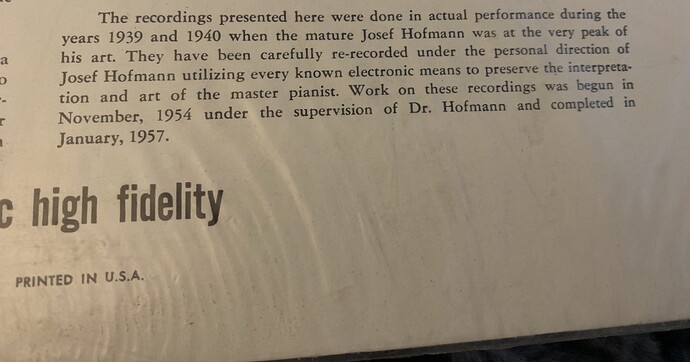 The recordings presented here were done in actual performance during the
years 1939 and 1940 when the mature Josef Hofmann was at the very peak of
his art. They have been carefully re-recorded under the personal direction of
Josef Hofmann utilizing every known electronic means to preserve the interpreta-
tion and art of the master pianist. Work on these recordings was begun in
November, 1954 under the supervision of Dr. Hofmann and completed in
January, 1957.
c high fidelity
PRINTED IN U.S.A.